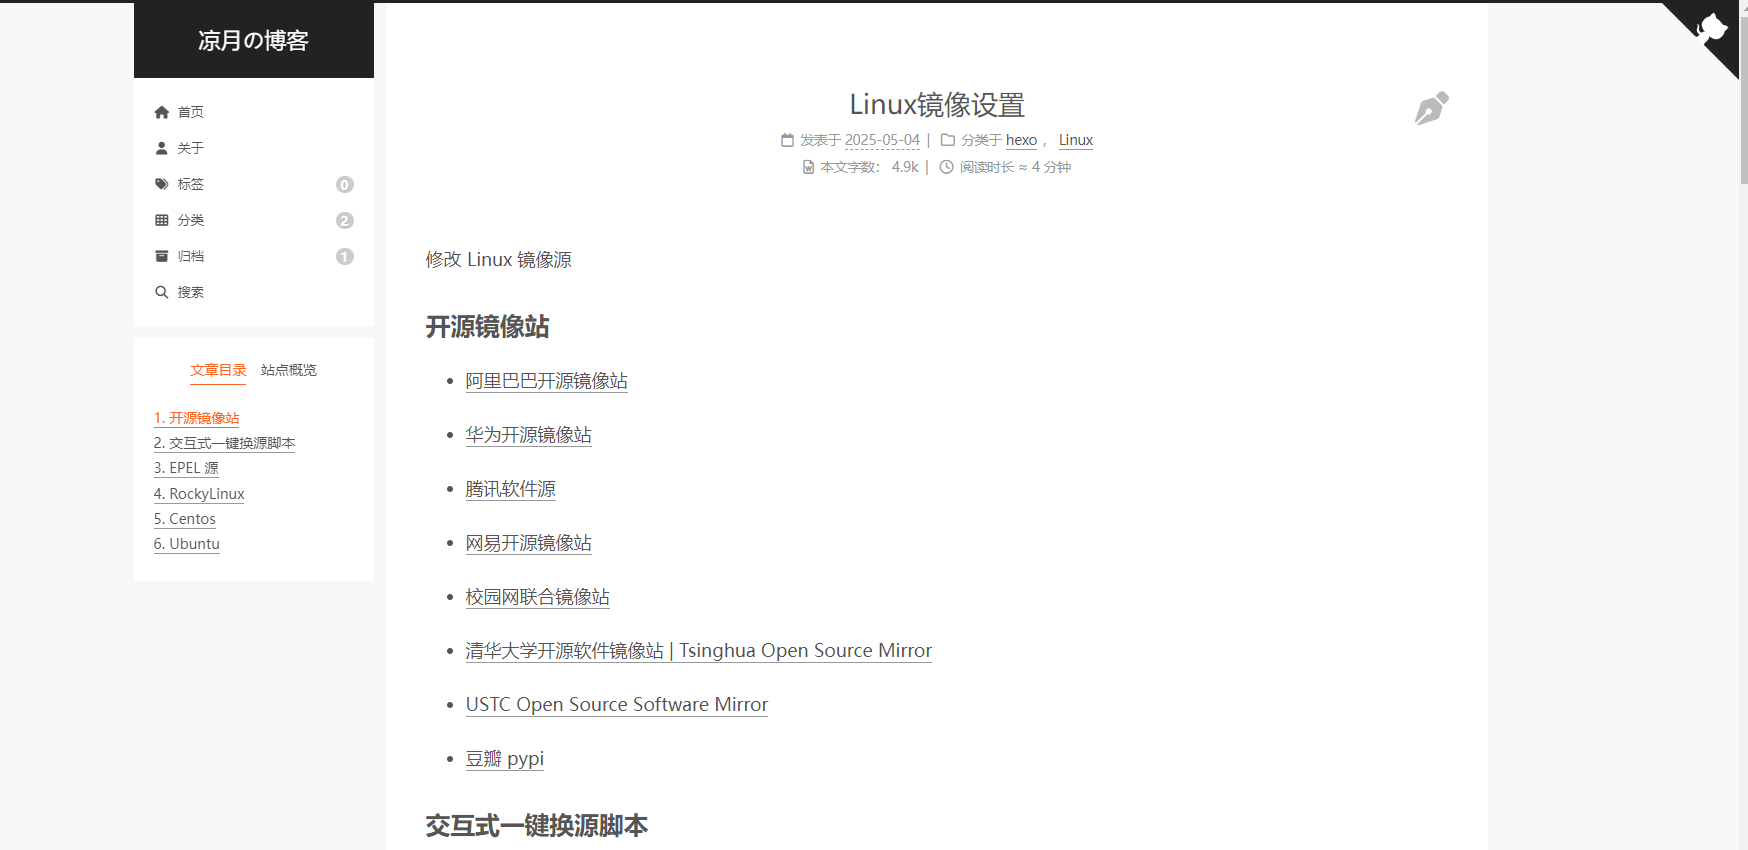 凉月の博客
首页
关于
标签 0
分类 2
归档 1
搜索
文章目录 站点概览
1. 开源镜像站
2. 交互式一键换源脚本
3. EPEL 源
4. RockyLinux
5. Centos
6. Ubuntu
Linux镜像设置
发表于 2025-05-04 | 分类于 hexo ， Linux
本文字数： 4.9k | 阅读时长 ≈ 4 分钟
修改 Linux 镜像源
开源镜像站
阿里巴巴开源镜像站
华为开源镜像站
腾讯软件源
网易开源镜像站
校园网联合镜像站
清华大学开源软件镜像站 | Tsinghua Open Source Mirror
USTC Open Source Software Mirror
豆瓣 pypi
交互式一键换源脚本